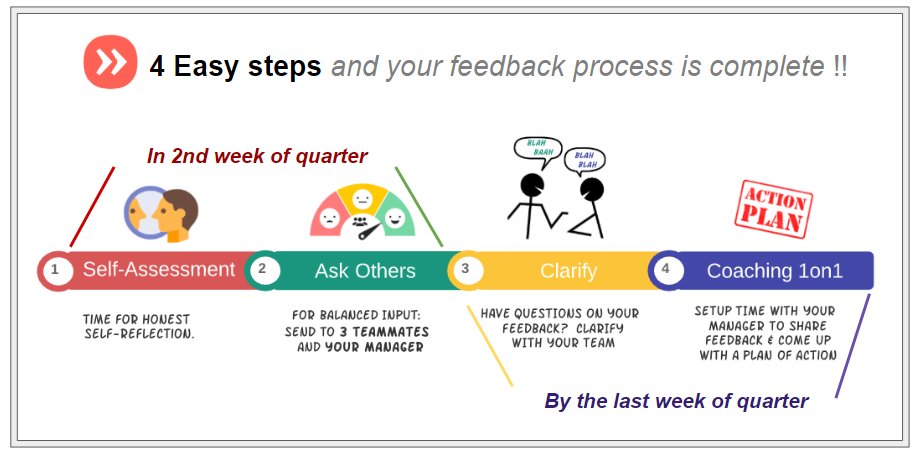 4 Easy steps and your feedback process is complete !!
In 2nd week of quarter
BLAH
BAAH
BLAH
BLAH
ACTION
PLAN
1 Self-Assessment 2 Ask Others 3 Clarify 4 Coaching 1on1
TIME FOR HONEST
SELF-REFLECTION.
FOR BALANCED INPUT:
SEND TO 3 TEAMMATES
AND YOUR MANAGER
HAVE QUESTIONS ON YOUR
FEEDBACK? CLARIFY
WITH YOUR TEAM
SETUP TIME WITH YOUR
MANAGER TO SHARE
FEEDBACK & COME UP
WITH A PLAN OF ACTION
By the last week of quarter